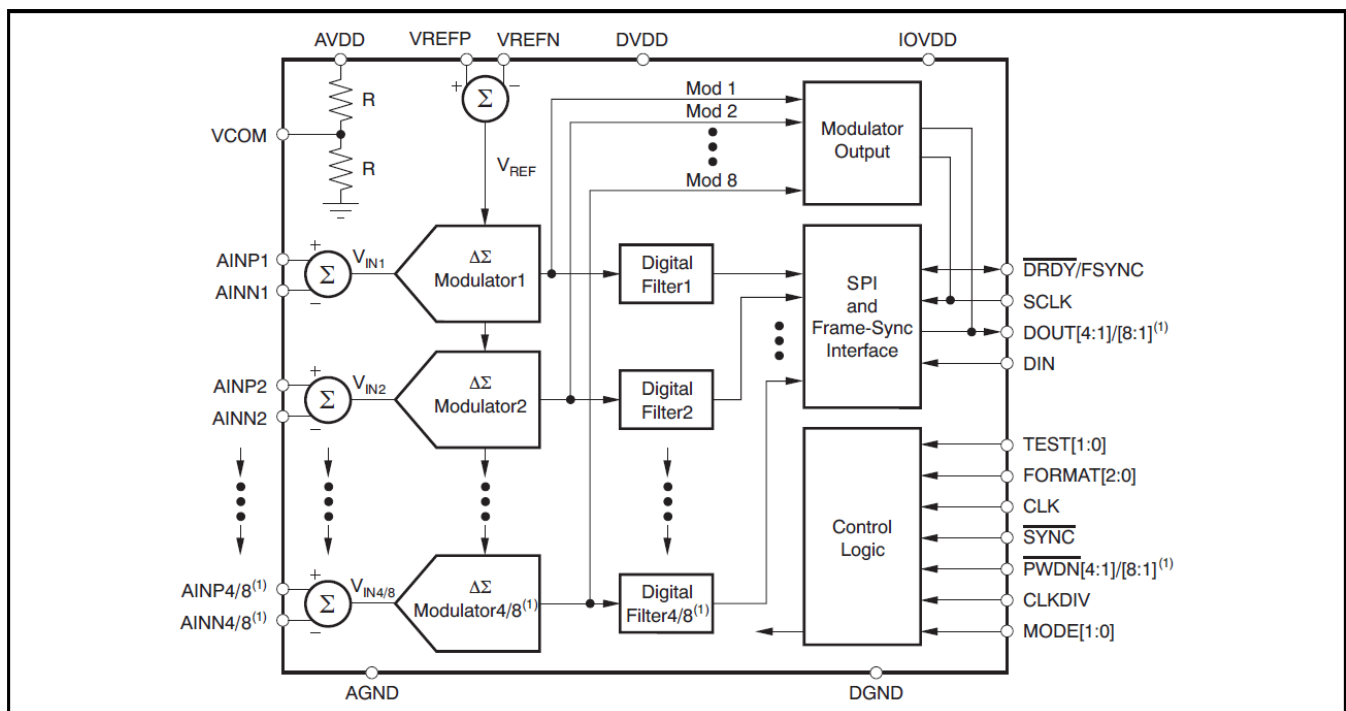 AVDD
VREFP
VREFN
DVDD
IOVDD
+
−
Σ
R
VCOM
R
VREF
Mod 1
Mod 2
Mod 8
Modulator
Output
AINP1
AINN1
+
−
Σ
VIN1
ΔΣ
Modulator1
Digital
Filter1
SPI
and
Frame-Sync
Interface
DRDY/FSYNC
SCLK
DOUT[4:1]/[8:1](1)
DIN
AINP2
AINN2
+
−
Σ
VIN2
ΔΣ
Modulator2
Digital
Filter2
TEST[1:0]
FORMAT[2:0]
CLK
SYNC
PWDN[4:1]/[8:1](1)
CLKDIV
MODE[1:0]
Control
Logic
AINP4/8(1)
AINN4/8(1)
+
−
Σ
VIN4/8
ΔΣ
Modulator4/8(1)
Digital
Filter4/8(1)
AGND
DGND